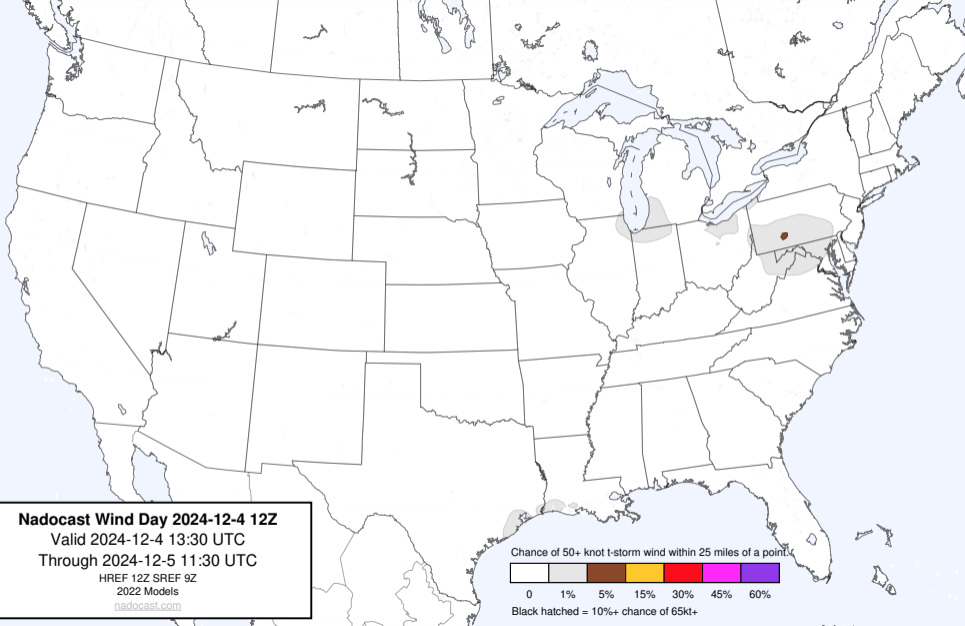 Nadocast Wind Day 2024-12-4 12Z
Valid 2024-12-4 13:30 UTC
Through 2024-12-5 11:30 UTC
HREF 12Z SREF 9Z
2022 Models
nadocast.com
Chance of 50+ knot t-storm wind within 25 miles of a point.
0 1% 5% 15% 30% 45% 60%
Black hatched = 10%+ chance of 65kt+